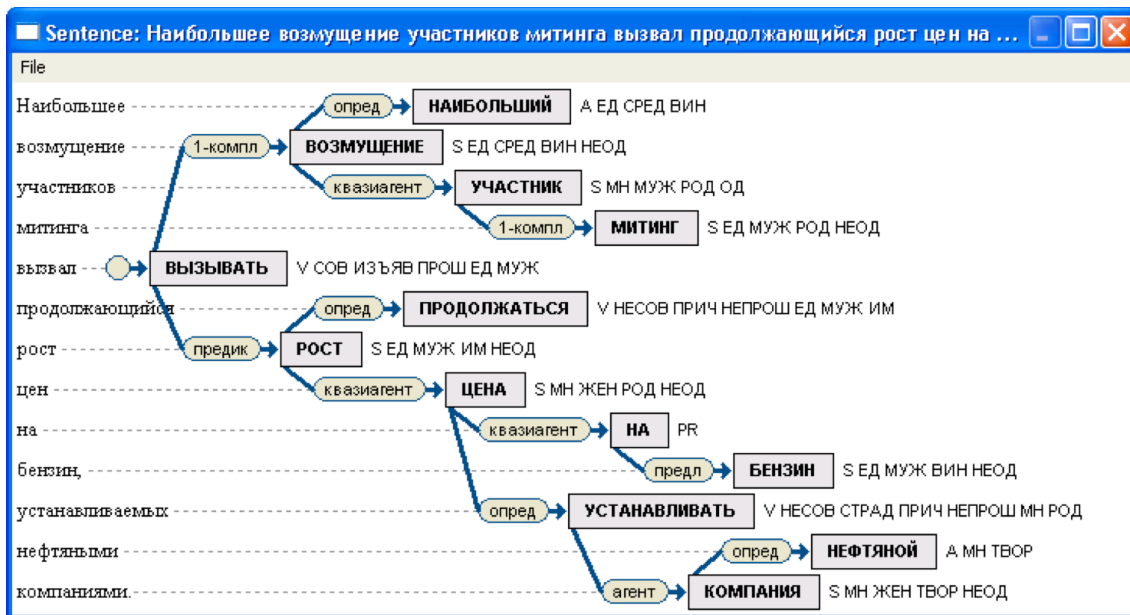 Sentence: Наибольшее возмущение участников митинга вызвал продолжающийся рост цен на ...
File
Наибольшее опред НАИБОЛЬШИЙ А ЕД СРЕД ВИН
возмущение 1-компл ВОЗМУЩЕНИЕ S ЕД СРЕД ВИН НЕОД
участников квазиагент УЧАСТНИК S МН МУЖ РОД ОД
митинга 1-компл МИТИНГ S ЕД МУЖ РОД НЕОД
вызвал ВЫЗЫВАТЬ V СОВ ИЗЪЯВ ПРОШ ЕД МУЖ
продолжающийся опред ПРОДОЛЖАТЬСЯ V НЕСОВ ПРИЧ НЕПРОШ ЕД МУЖ ИМ
рост предик РОСТ S ЕД МУЖ ИМ НЕОД
цен квазиагент ЦЕНА S МН ЖЕН РОД НЕОД
на квазиагент НА PR
бензин, предл БЕНЗИН S ЕД МУЖ ВИН НЕОД
устанавливаемых опред УСТАНАВЛИВАТЬ V НЕСОВ СТРАД ПРИЧ НЕПРОШ МН РОД
нефтяными опред НЕФТЯНОЙ А МН ТВОР
компаниями. агент КОМПАНИЯ S МН ЖЕН ТВОР НЕОД